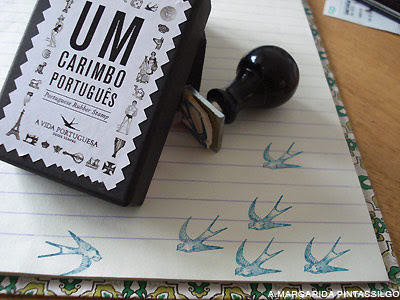 UM
CARIMBO
PORTUGUÊS
Portuguese Rubber Stamp
A VIDA PORTUGUESA
A MARGARIDA PINTASSILGO